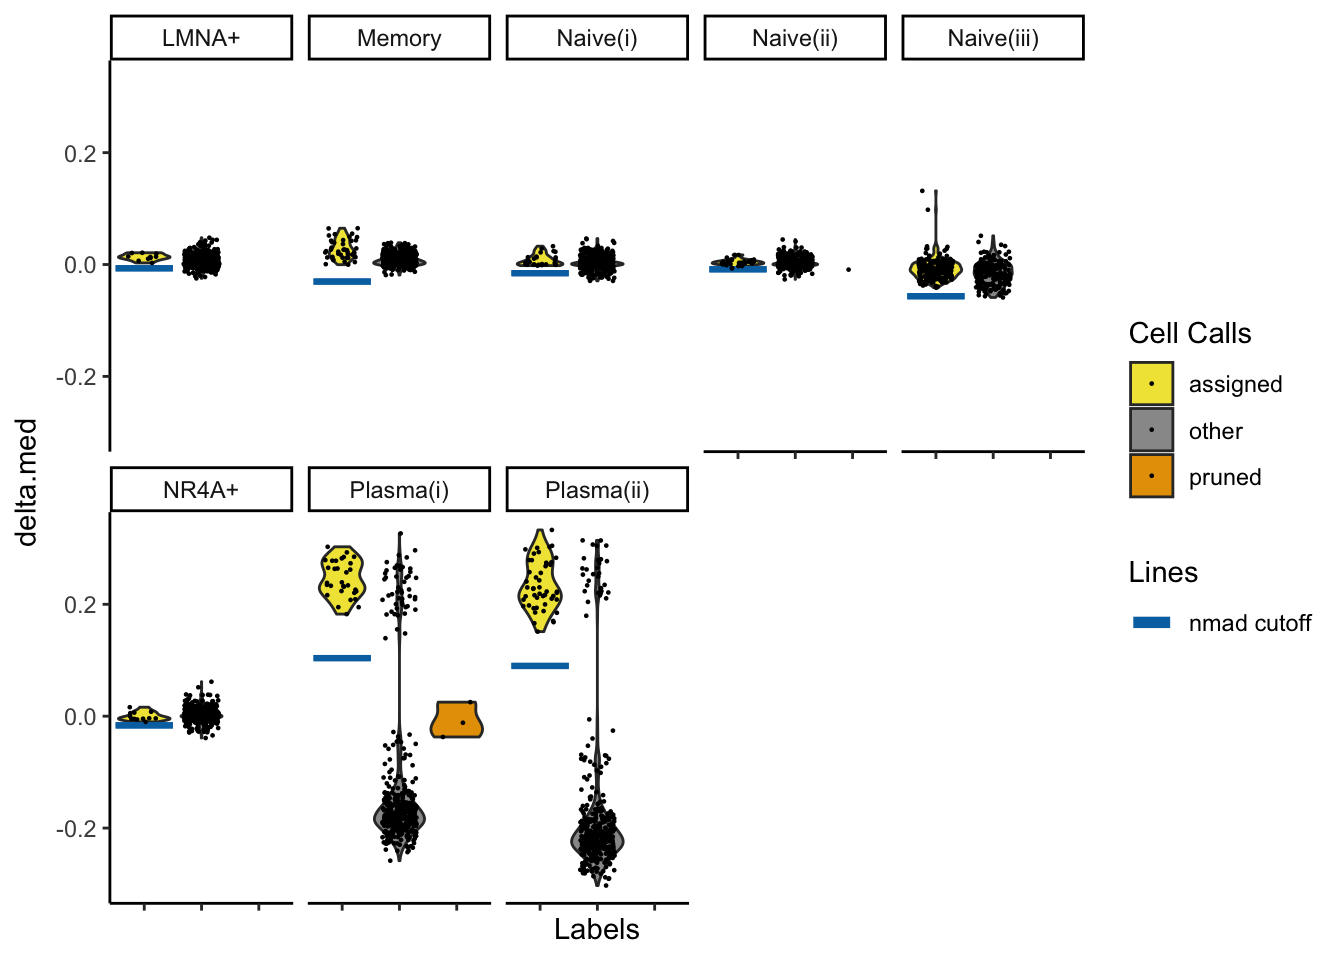 LMNA+
Memory
Naive(i)
Naive(ii)
Naive(iii)
0.2
0.0
-0.2
delta.med
NR4A+
Plasma(i)
Plasma(ii)
0.2
0.0
-0.2
Labels
Cell Calls
assigned
other
pruned
Lines
nmad cutoff